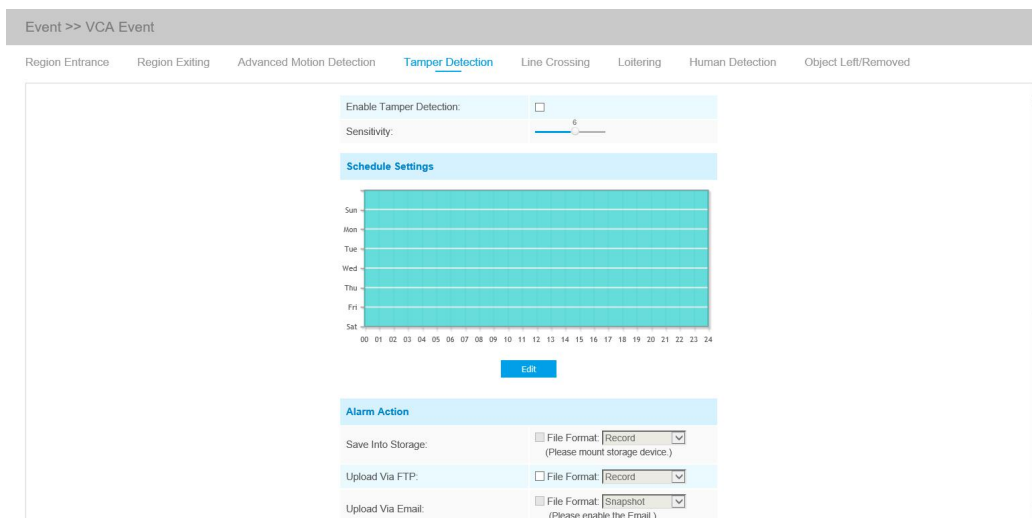 Event >> VCA Event
Region Entrance Region Exiting Advanced Motion Detection Tamper Detection Line Crossing Loitering Human Detection Object Left/Removed
Enable Tamper Detection:
6
Sensitivity:
Schedule Settings
Sun
Mon
Tue
Wed
Thu
Fri
Sat
00 01 02 03 04 05 06 07 08 09 10 11 12 13 14 15 16 17 18 19 20 21 22 23 24
Edit
Alarm Action
Save Into Storage: File Format: Record
(Please mount storage device.)
Upload Via FTP: File Format: Record
Upload Via Email: File Format: Snapshot
(Please enable the Email.)